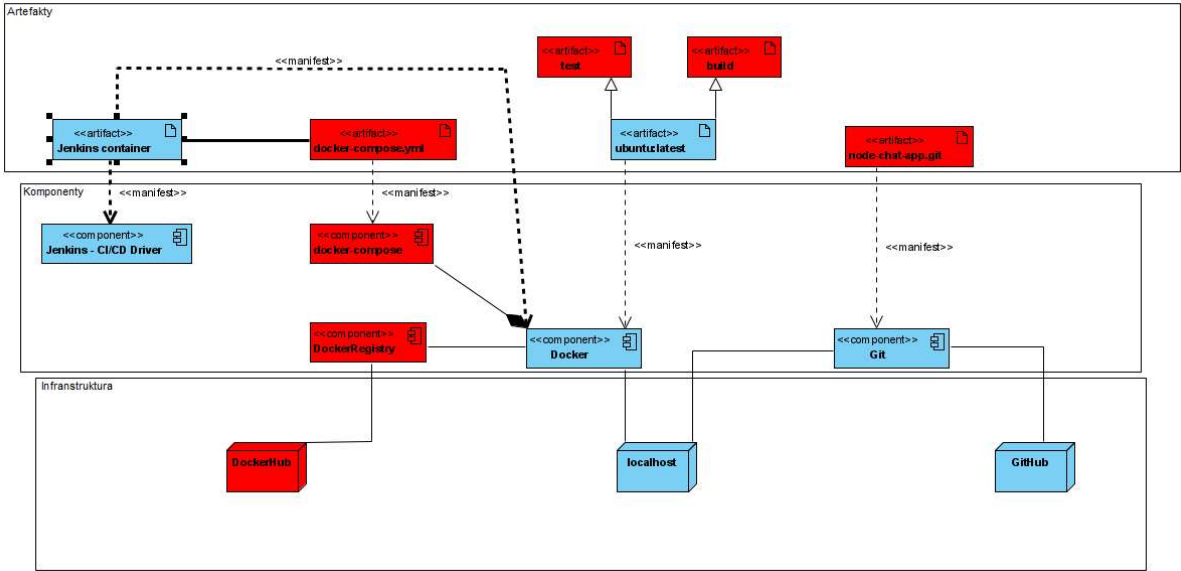 Artefakty
<<manifest>>
<<artifact>>
test
<<artifact>>
build
<<artifact>>
Jenkins container
<<artifact>>
docker-compose.yml
<<artifact>>
ubuntu:latest
<<artifact>>
node-chat-app.git
Komponenty
<<manifest>>
<<manifest>>
<<component>>
Jenkins - CI/CD Driver
<<component>>
docker-compose
<<manifest>>
<<manifest>>
<<component>>
DockerRegistry
<<component>>
Docker
<<component>>
Git
Infranstruktura
DockerHub
localhost
GitHub